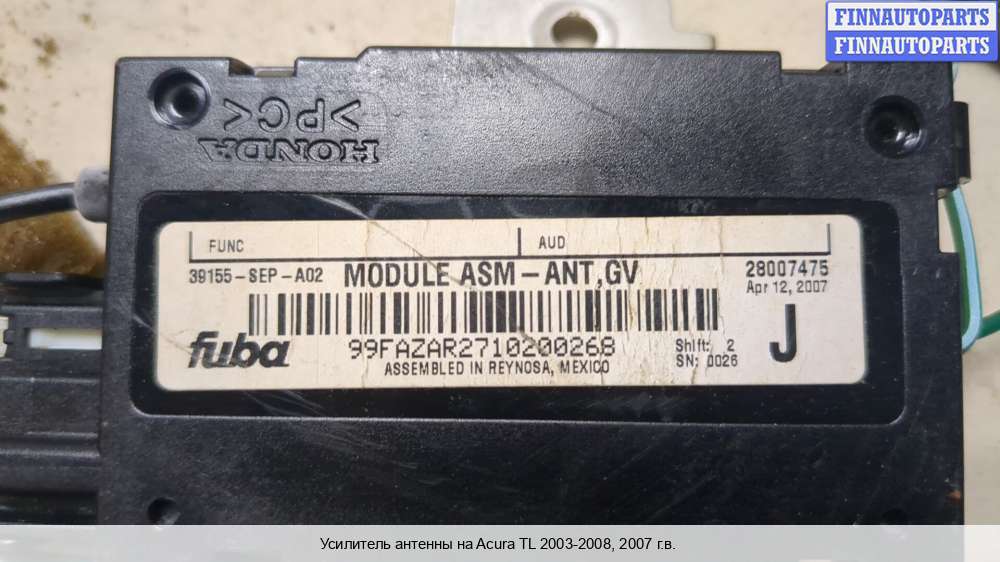 FINNAUTOPARTS
FINNAUTOPARTS
>PC<
HONDA
FUNC
AUD
39155-SEP-A02
MODULE ASM-ANT,GV
28007475
Apr 12, 2007
fuba
99FAZAR2710200268
Shift: 2
SN: 0026
J
ASSEMBLED IN REYNOSA, MEXICO
Усилитель антенны на Acura TL 2003-2008, 2007 г.в.